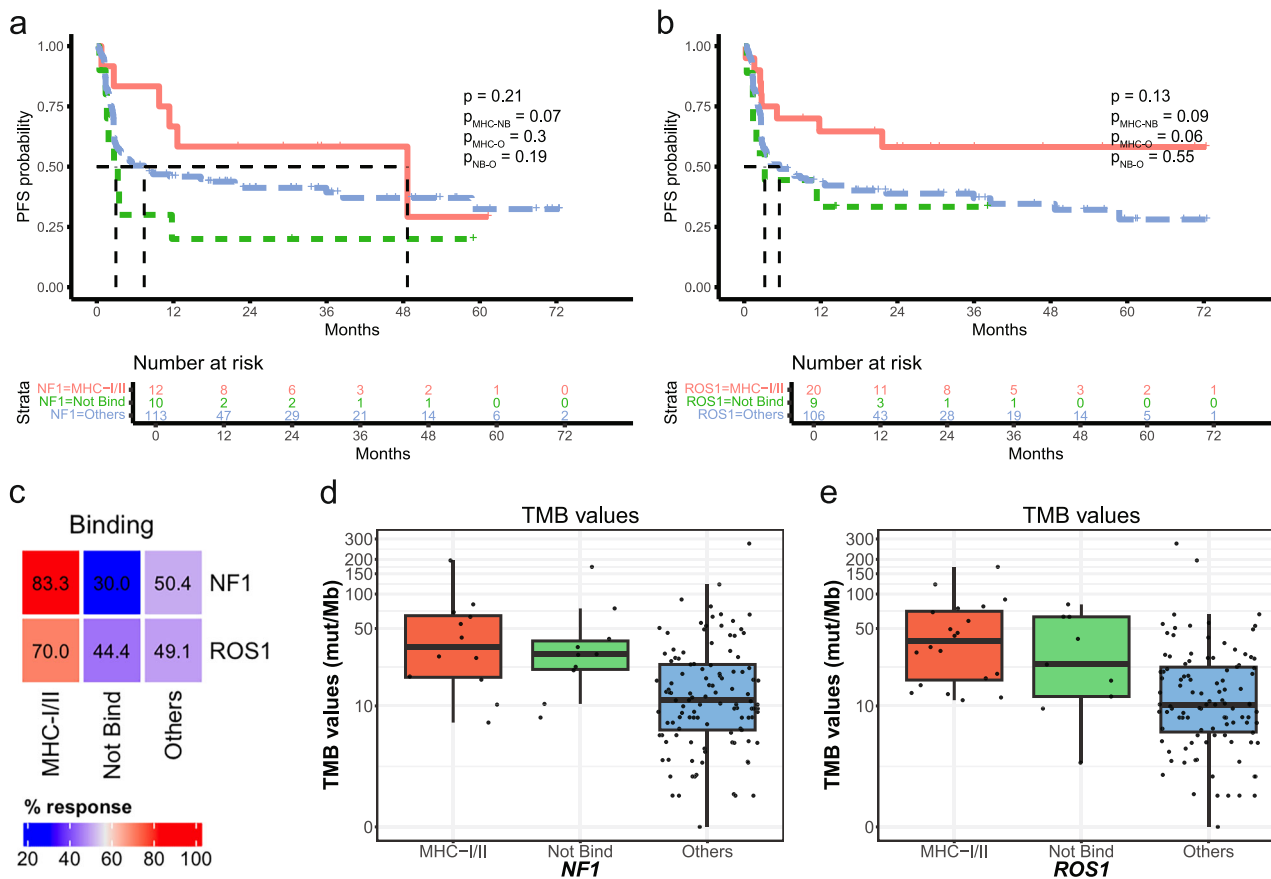 a
1.00
0.75
0.50
0.25
0.00
PFS probability
p = 0.21
pMHC-NB = 0.07
pMHC-O = 0.3
pNB-O = 0.19
0 12 24 36 48 60 72
Months
Number at risk
Strata
NF1=MHC-I/II 12 8 6 3 2 1 0
NF1=Not Bind 10 2 2 1 1 0 0
NF1=Others 113 47 29 21 14 6 2
0 12 24 36 48 60 72
Months
b
1.00
0.75
0.50
0.25
0.00
PFS probability
p = 0.13
pMHC-NB = 0.09
pMHC-O = 0.06
pNB-O = 0.55
0 12 24 36 48 60 72
Months
Number at risk
Strata
ROS1=MHC-I/II 20 11 8 5 3 2 1
ROS1=Not Bind 9 3 1 1 0 0 0
ROS1=Others 106 43 28 19 14 5 1
0 12 24 36 48 60 72
Months
c
Binding
83.3 30.0 50.4 NF1
70.0 44.4 49.1 ROS1
MHC-I/II Not Bind Others
% response
20 40 60 80 100
d
TMB values
TMB values (mut/Mb)
300
200
150
100
50
10
0
MHC-I/II Not Bind Others
NF1
e
TMB values
TMB values (mut/Mb)
300
200
150
100
50
10
0
MHC-I/II Not Bind Others
ROS1